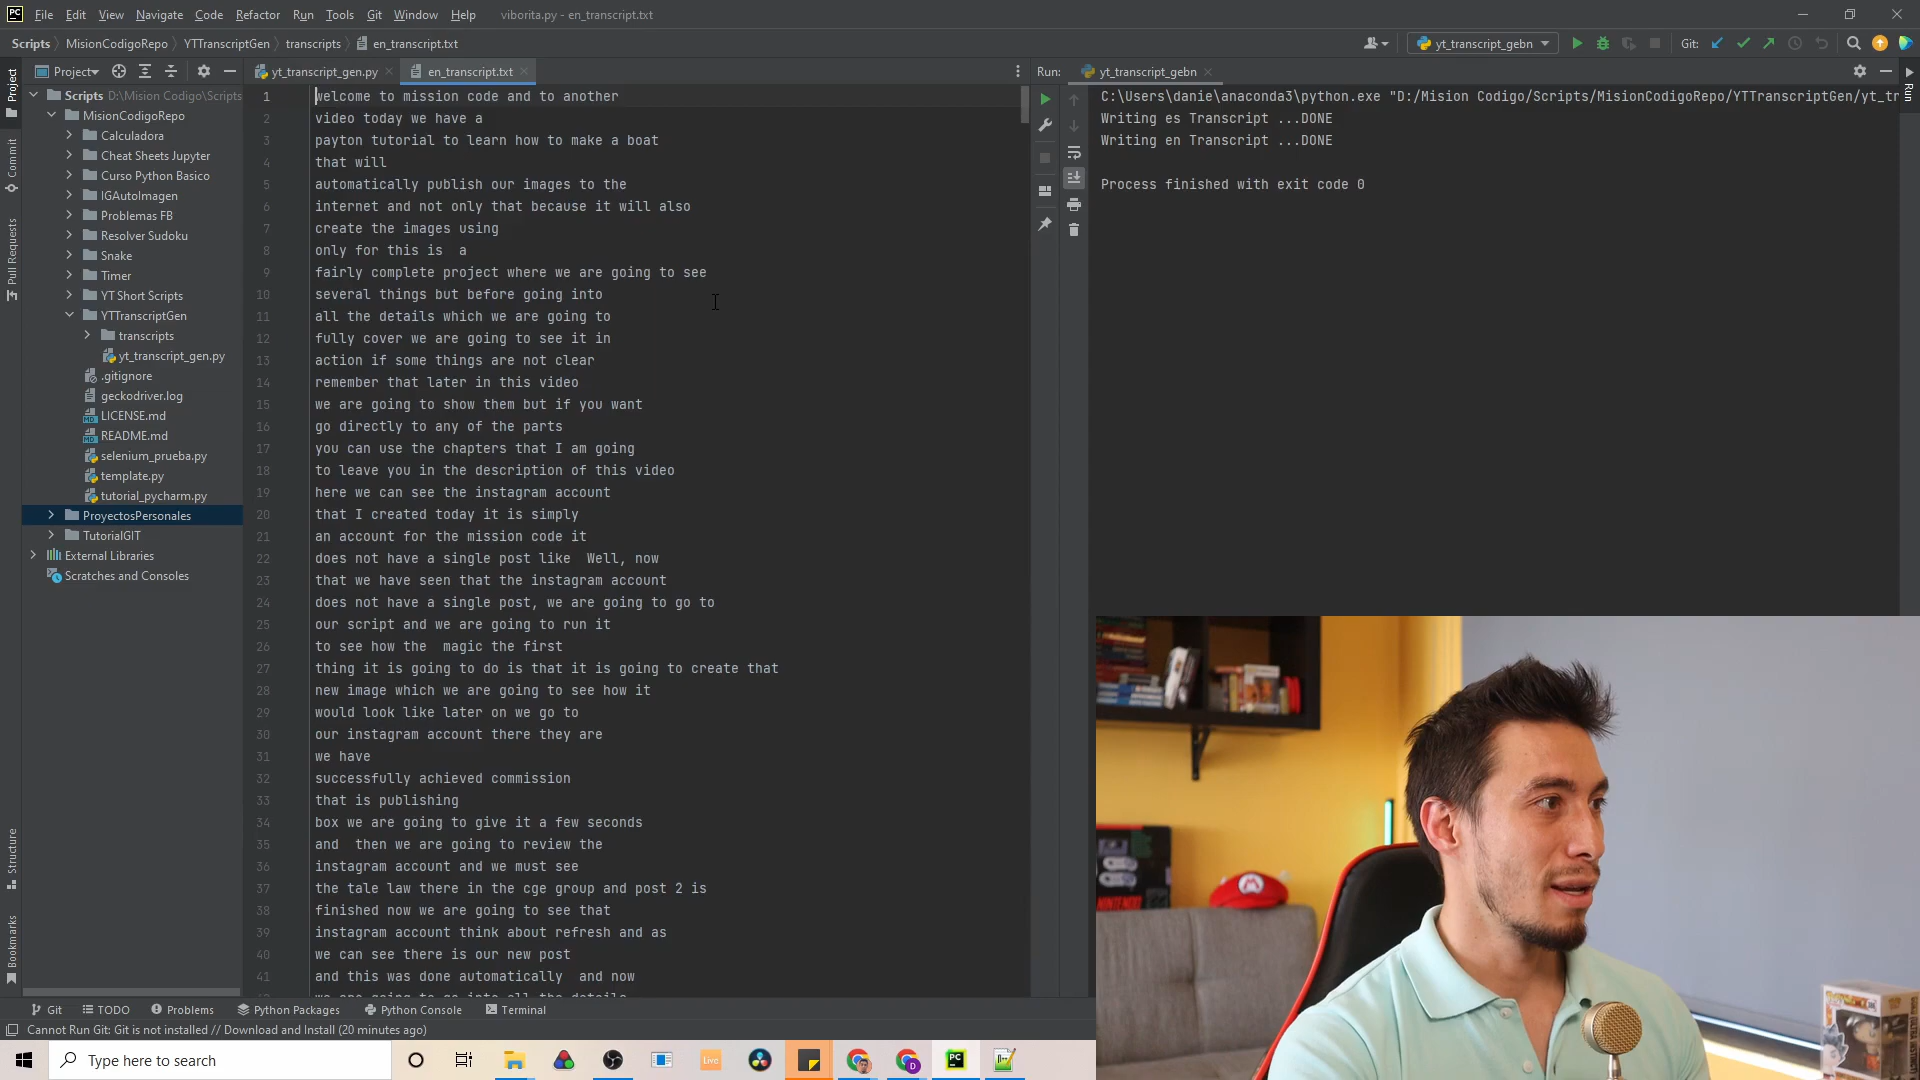 File Edit View Navigate Code Refactor Run Tools Git Window Help viborita.py - en_transcript.txt
Scripts MisionCodigoRepo YTTranscriptGen transcripts en_transcript.txt
yt_transcript_gebn
Git:
Project
Commit
Pull Requests
Structure
Bookmarks
Project
Scripts D:\Mision Codigo\Scripts
MisionCodigoRepo
Calculadora
Cheat Sheets Jupyter
Curso Python Basico
IGAutoImagen
Problemas FB
Resolver Sudoku
Snake
Timer
YT Short Scripts
YTTranscriptGen
transcripts
yt_transcript_gen.py
.gitignore
geckodriver.log
LICENSE.md
README.md
selenium_prueba.py
template.py
tutorial_pycharm.py
ProyectosPersonales
TutorialGIT
External Libraries
Scratches and Consoles
yt_transcript_gen.py en_transcript.txt
1 welcome to mission code and to another
2 video today we have a
3 payton tutorial to learn how to make a boat
4 that will
5 automatically publish our images to the
6 internet and not only that because it will also
7 create the images using
8 only for this is  a
9 fairly complete project where we are going to see
10 several things but before going into
11 all the details which we are going to
12 fully cover we are going to see it in
13 action if some things are not clear
14 remember that later in this video
15 we are going to show them but if you want
16 go directly to any of the parts
17 you can use the chapters that I am going
18 to leave you in the description of this video
19 here we can see the instagram account
20 that I created today it is simply
21 an account for the mission code it
22 does not have a single post like  Well, now
23 that we have seen that the instagram account
24 does not have a single post, we are going to go to
25 our script and we are going to run it
26 to see how the  magic the first
27 thing it is going to do is that it is going to create that
28 new image which we are going to see how it
29 would look like later on we go to
30 our instagram account there they are
31 we have
32 successfully achieved commission
33 that is publishing
34 box we are going to give it a few seconds
35 and  then we are going to review the
36 instagram account and we must see
37 the tale law there in the cge group and post 2 is
38 finished now we are going to see that
39 instagram account think about refresh and as
40 we can see there is our new post
41 and this was done automatically  and now
we are going to go into all the details
Run: yt_transcript_gebn
Run
C:\Users\danie\anaconda3\python.exe "D:/Mision Codigo/Scripts/MisionCodigoRepo/YTTranscriptGen/yt_tr
Writing es Transcript ...DONE
Writing en Transcript ...DONE
Process finished with exit code 0
Git TODO Problems Python Packages Python Console Terminal
Cannot Run Git: Git is not installed // Download and Install (20 minutes ago)
Type here to search
Live
PC